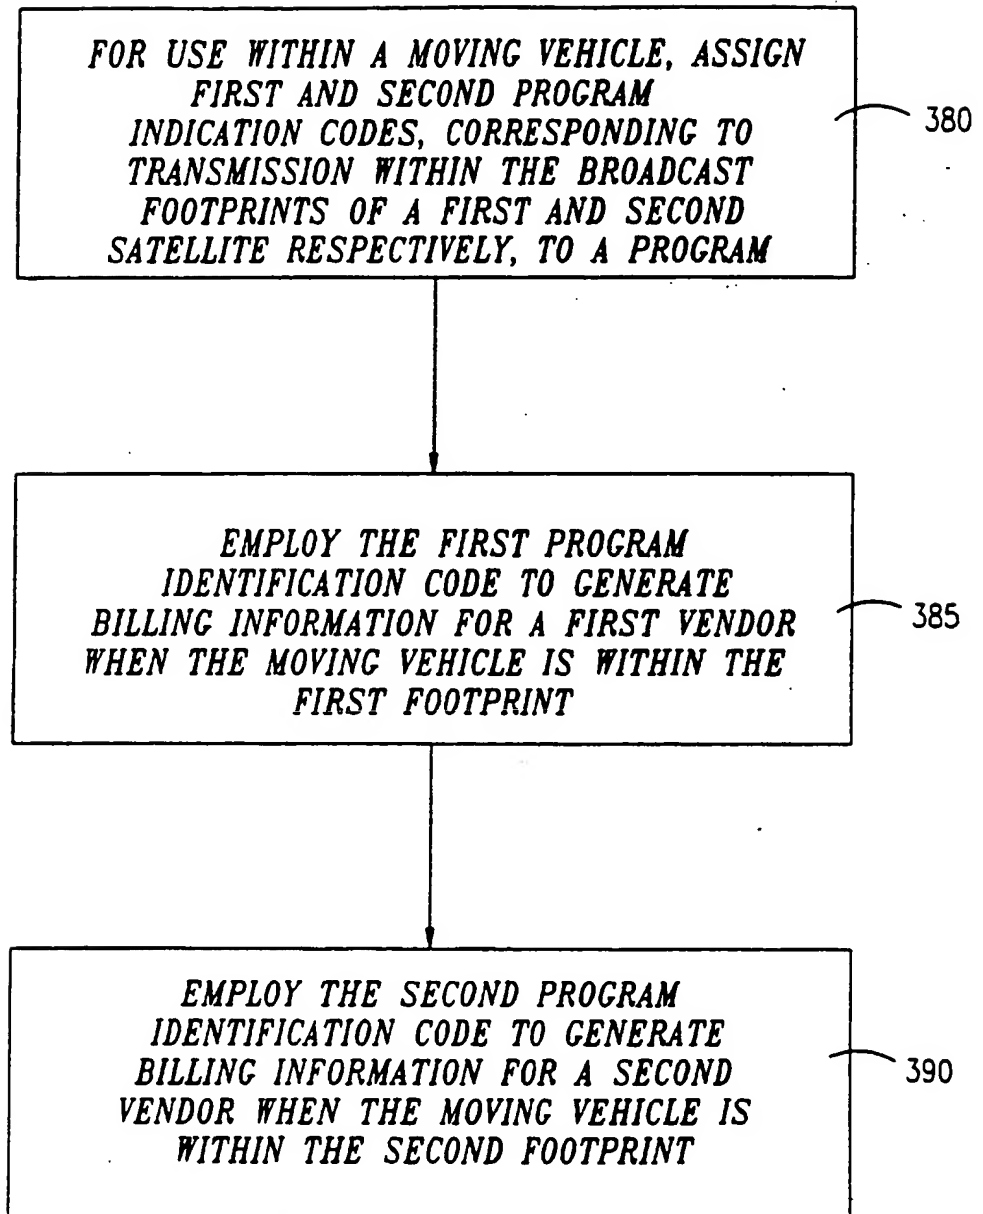 FOR USE WITHIN A MOVING VEHICLE, ASSIGN
FIRST AND SECOND PROGRAM
INDICATION CODES, CORRESPONDING TO
TRANSMISSION WITHIN THE BROADCAST
FOOTPRINTS OF A FIRST AND SECOND
SATELLITE RESPECTIVELY, TO A PROGRAM
380
EMPLOY THE FIRST PROGRAM
IDENTIFICATION CODE TO GENERATE
BILLING INFORMATION FOR A FIRST VENDOR
WHEN THE MOVING VEHICLE IS WITHIN THE
FIRST FOOTPRINT
385
EMPLOY THE SECOND PROGRAM
IDENTIFICATION CODE TO GENERATE
BILLING INFORMATION FOR A SECOND
VENDOR WHEN THE MOVING VEHICLE IS
WITHIN THE SECOND FOOTPRINT
390